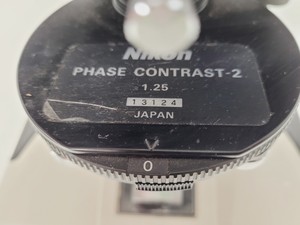 Nikon
PHASE CONTRAST-2
1.25
13124
JAPAN
0